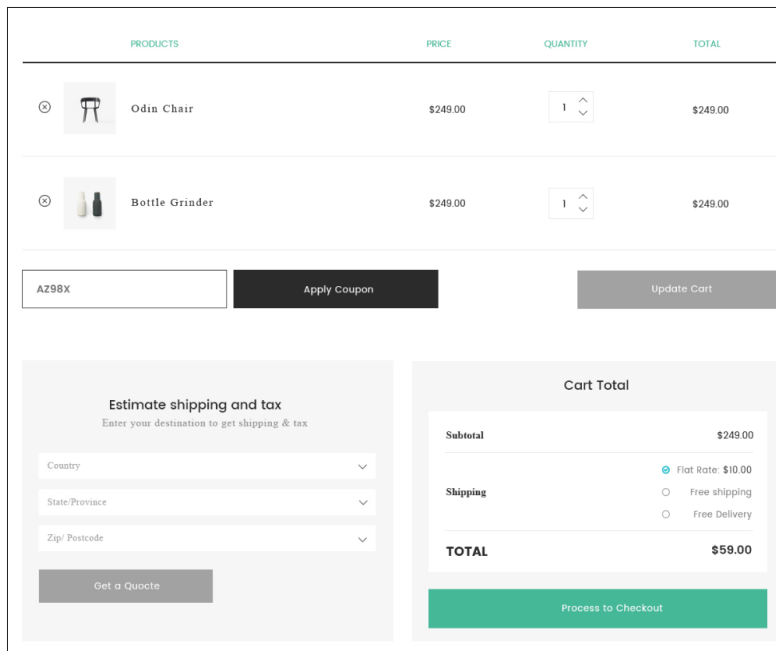 PRODUCTS PRICE QUANTITY TOTAL
Odin Chair $249.00 1 $249.00
Bottle Grinder $249.00 1 $249.00
AZ98X Apply Coupon Update Cart
Estimate shipping and tax
Enter your destination to get shipping & tax
Country
State/Province
Zip/ Postcode
Get a Quocte
Cart Total
Subtotal $249.00
Flat Rate: $10.00
Shipping Free shipping
Free Delivery
TOTAL $59.00
Process to Checkout